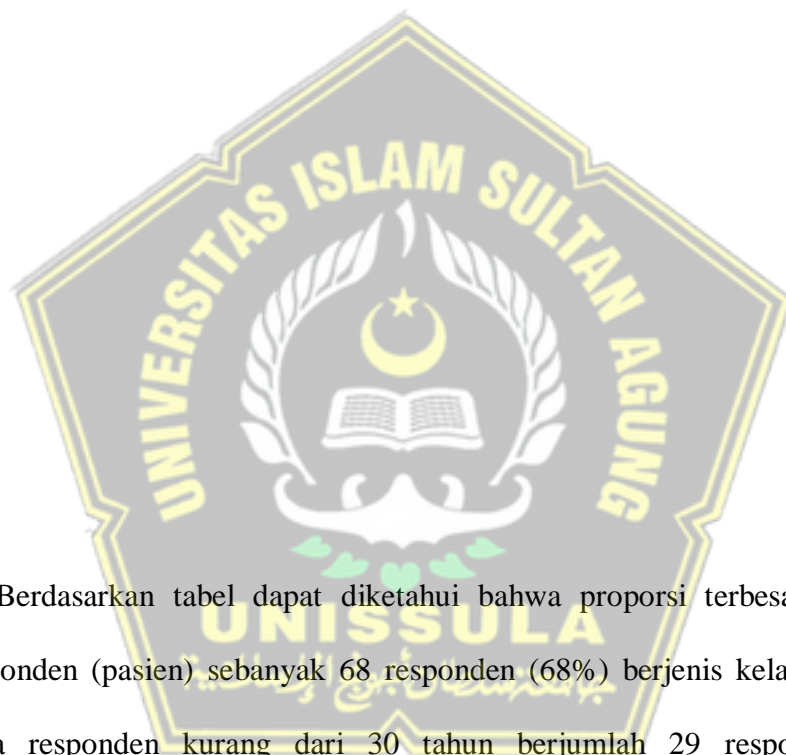 UNIVERSITAS ISLAM SULTAN AGUNG
Berdasarkan tabel dapat diketahui bahwa proporsi terbesa
onden (pasien) sebanyak 68 responden (68%) berjenis kela
UNISSULA
responden kurang dari 30 tahun berjumlah 29 respo